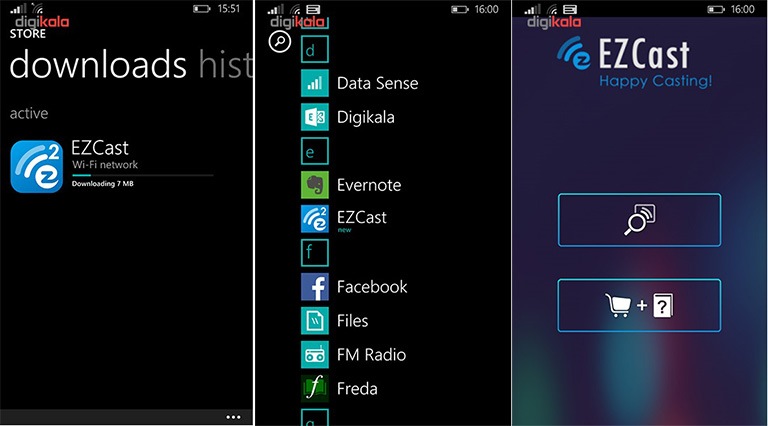 15:51
digikala
STORE
downloads hist
active
EZCast
Wi-Fi network
Downloading 7 MB
16:00
digikala
d
Data Sense
Digikala
e
Evernote
EZCast
new
f
Facebook
Files
FM Radio
Freda
16:00
digikala
EZCast
Happy Casting!
+ ?